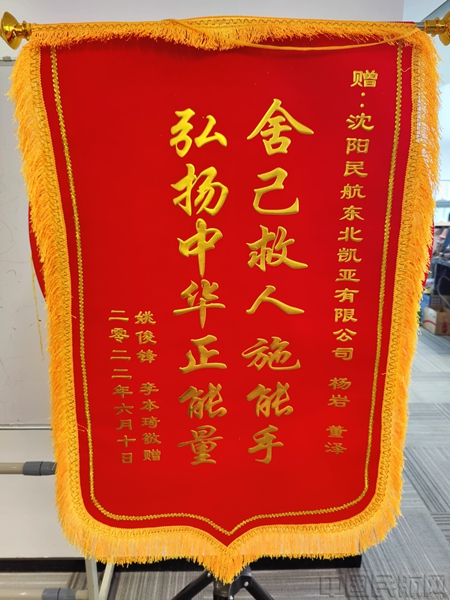 赠：沈阳民航东北凯亚有限公司 杨岩 董泽
舍己救人施能手
弘扬中华正能量
姚俊锋 李本琦敬赠
二零二二年六月十日
中国民航网